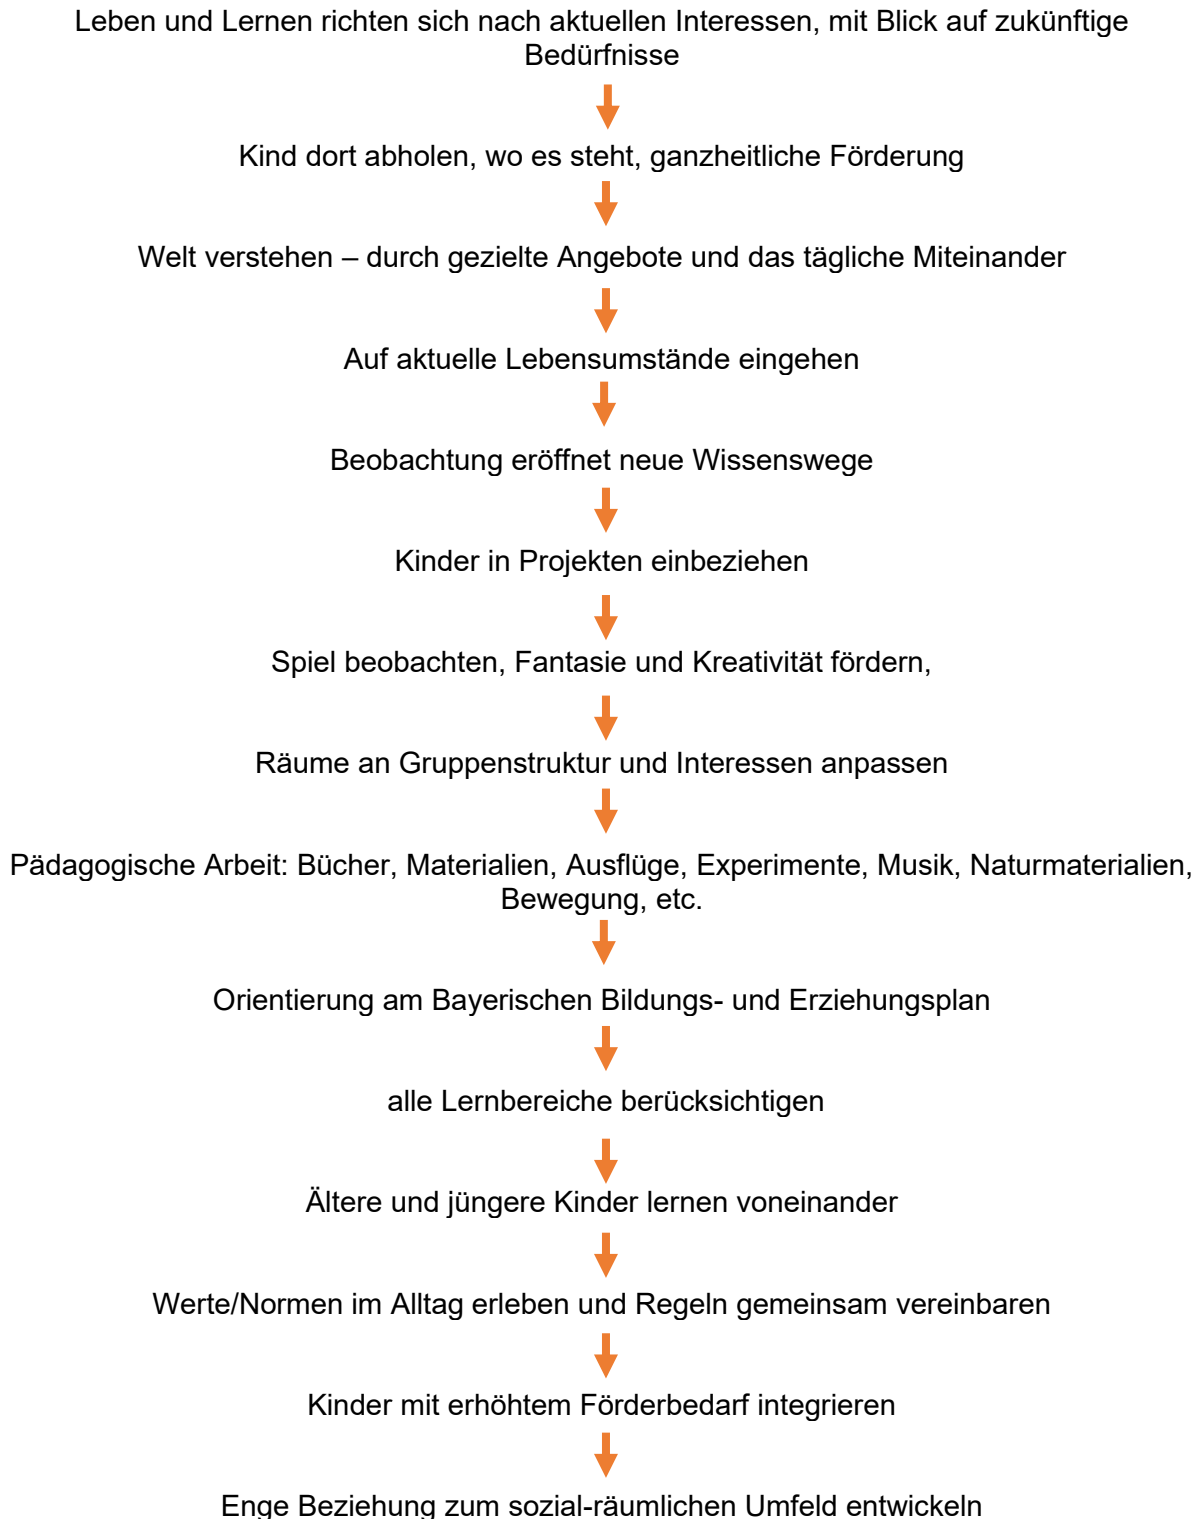 Leben und Lernen richten sich nach aktuellen Interessen, mit Blick auf zukünftige
Bedürfnisse
Kind dort abholen, wo es steht, ganzheitliche Förderung
Welt verstehen – durch gezielte Angebote und das tägliche Miteinander
Auf aktuelle Lebensumstände eingehen
Beobachtung eröffnet neue Wissenswege
Kinder in Projekten einbeziehen
Spiel beobachten, Fantasie und Kreativität fördern,
Räume an Gruppenstruktur und Interessen anpassen
Pädagogische Arbeit: Bücher, Materialien, Ausflüge, Experimente, Musik, Naturmaterialien,
Bewegung, etc.
Orientierung am Bayerischen Bildungs- und Erziehungsplan
alle Lernbereiche berücksichtigen
Ältere und jüngere Kinder lernen voneinander
Werte/Normen im Alltag erleben und Regeln gemeinsam vereinbaren
Kinder mit erhöhtem Förderbedarf integrieren
Enge Beziehung zum sozial-räumlichen Umfeld entwickeln